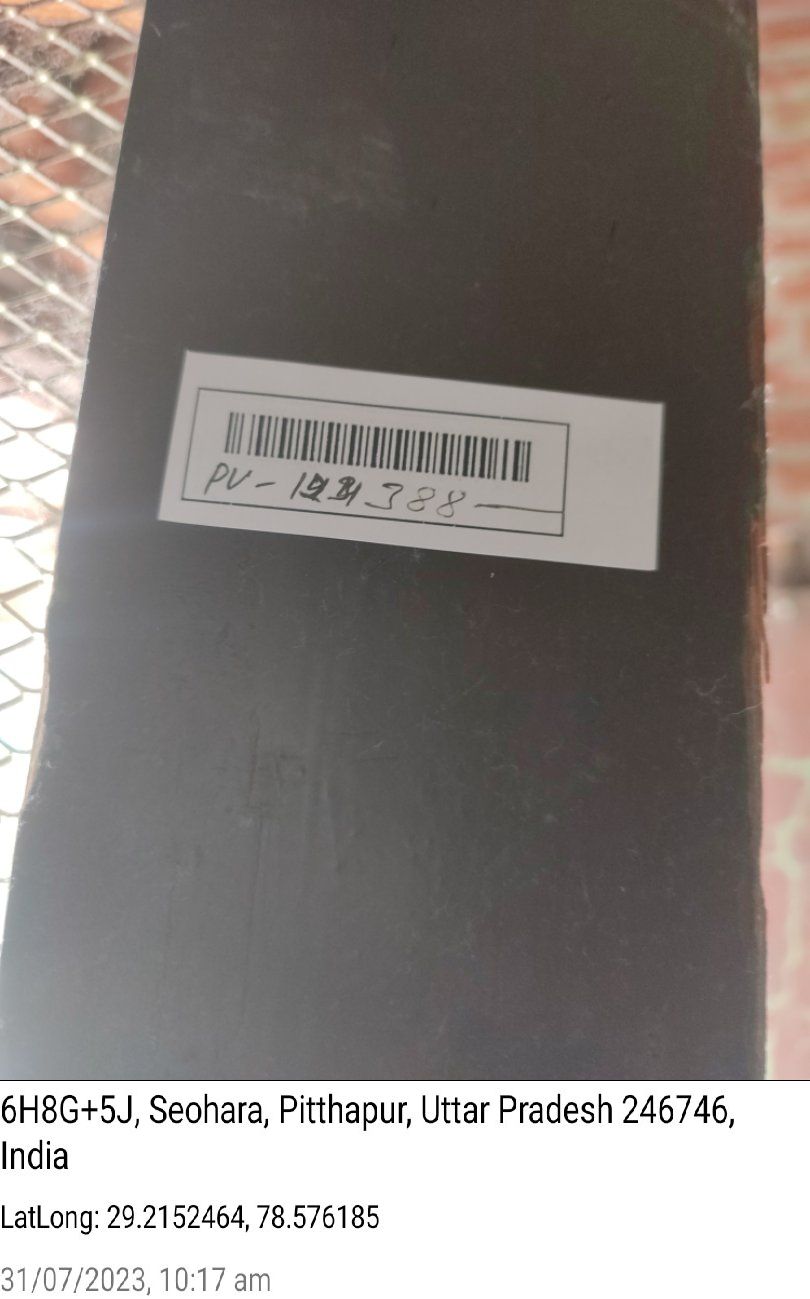 388
6H8G+5J, Seohara, Pitthapur, Uttar Pradesh 246746,
India
LatLong: 29.2152464, 78.576185
31/07/2023, 10:17 am